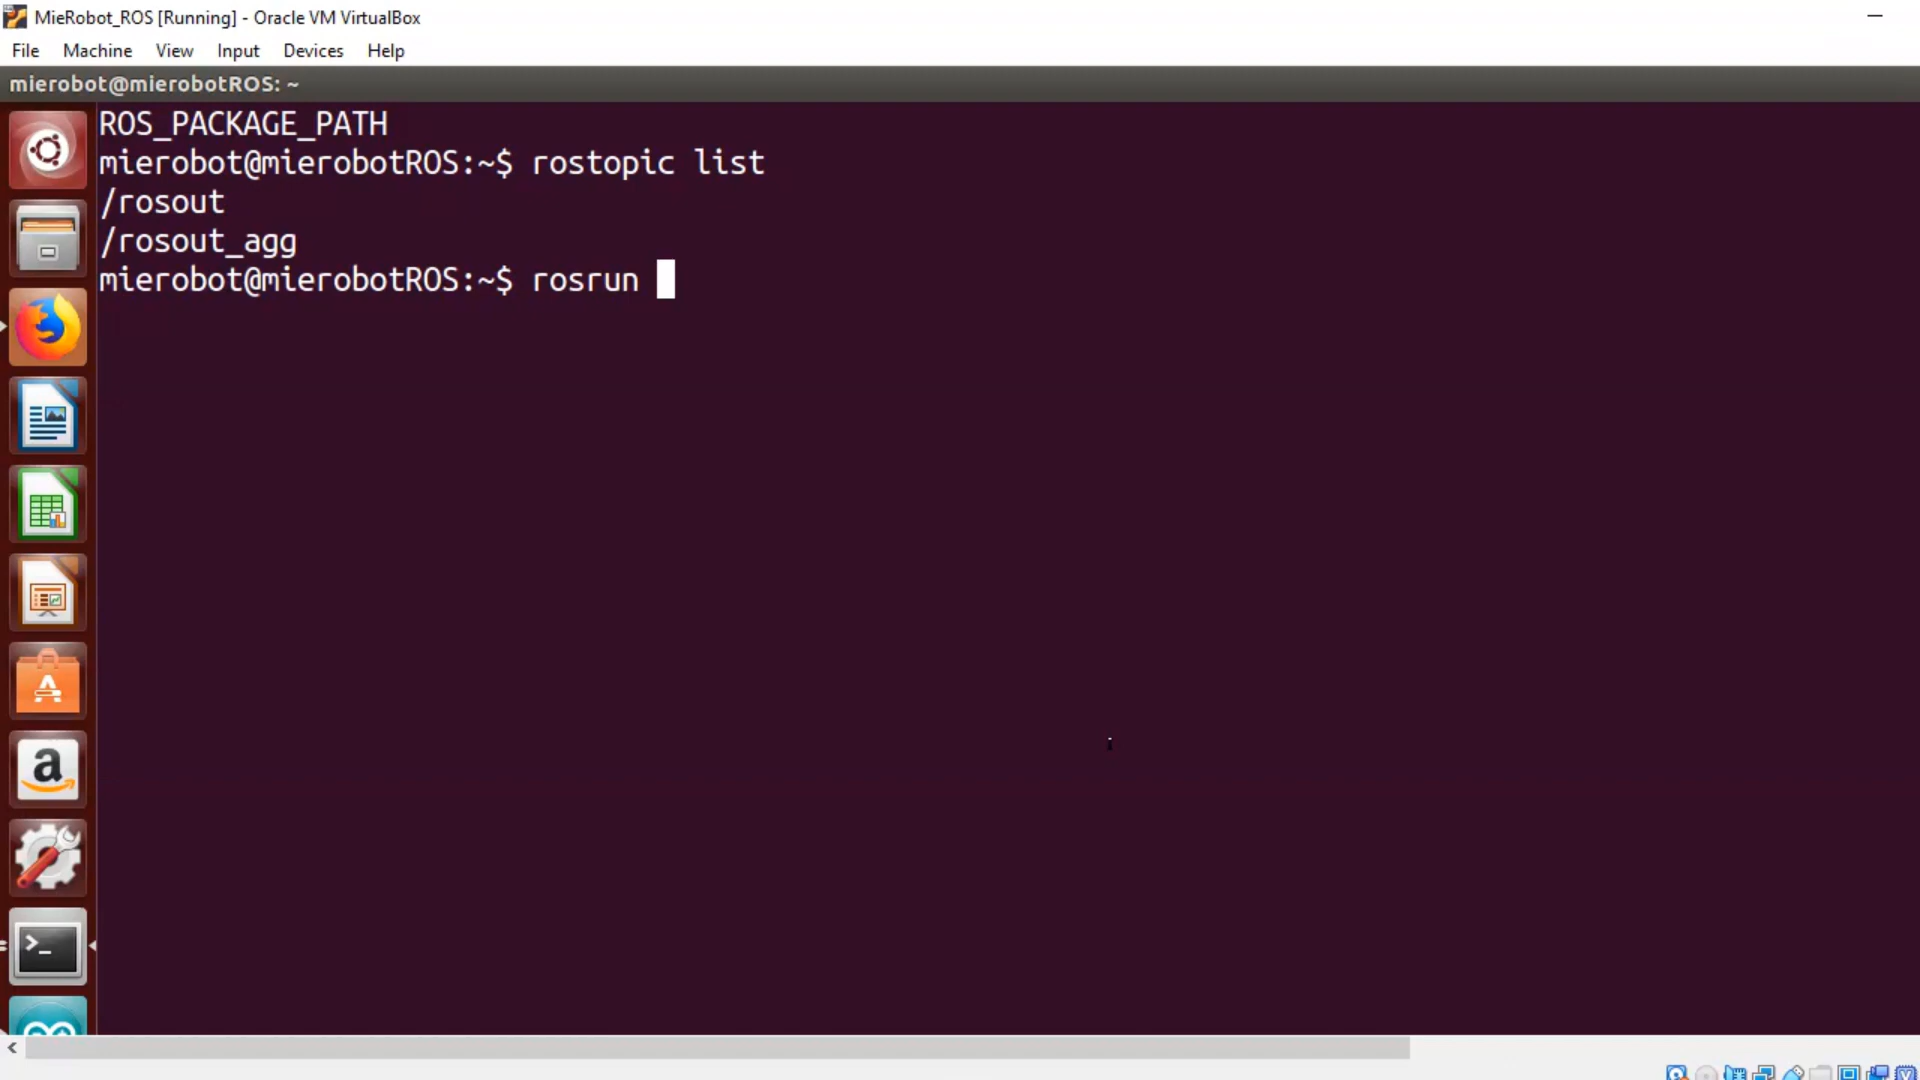 MieRobot_ROS [Running] - Oracle VM VirtualBox
File Machine View Input Devices Help
mierobot@mierobotROS: ~
ROS_PACKAGE_PATH
mierobot@mierobotROS:~$ rostopic list
/rosout
/rosout_agg
mierobot@mierobotROS:~$ rosrun